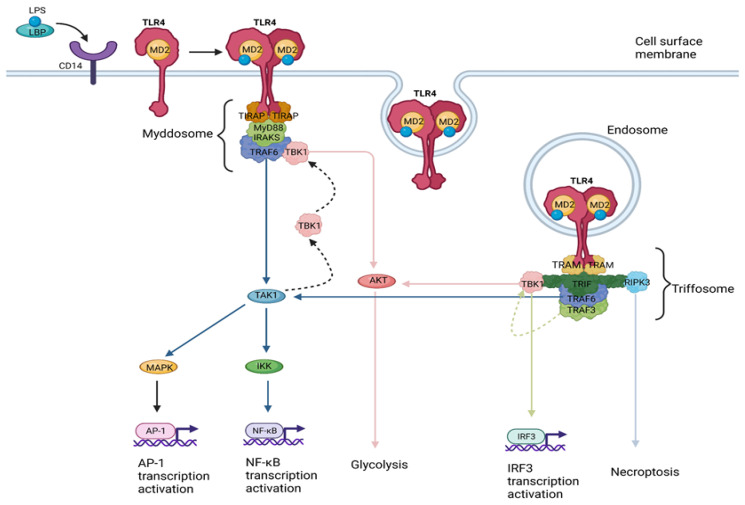 LPS
LBP
CD14
TLR4
MD2
TLR4
MD2
MD2
Cell surface
membrane
TLR4
MD2
MD2
Myddosome
TIRAP
TIRAP
MyD88
IRAKS
TRAF6
TBK1
TBK1
Endosome
TLR4
MD2
MD2
TRAM
TRAM
TBK1
TRIF
RIPK3
TRAF6
TRAF3
Triffosome
AKT
TAK1
MAPK
IKK
AP-1
NF-κB
IRF3
AP-1
transcription
activation
NF-κB
transcription
activation
Glycolysis
IRF3
transcription
activation
Necroptosis